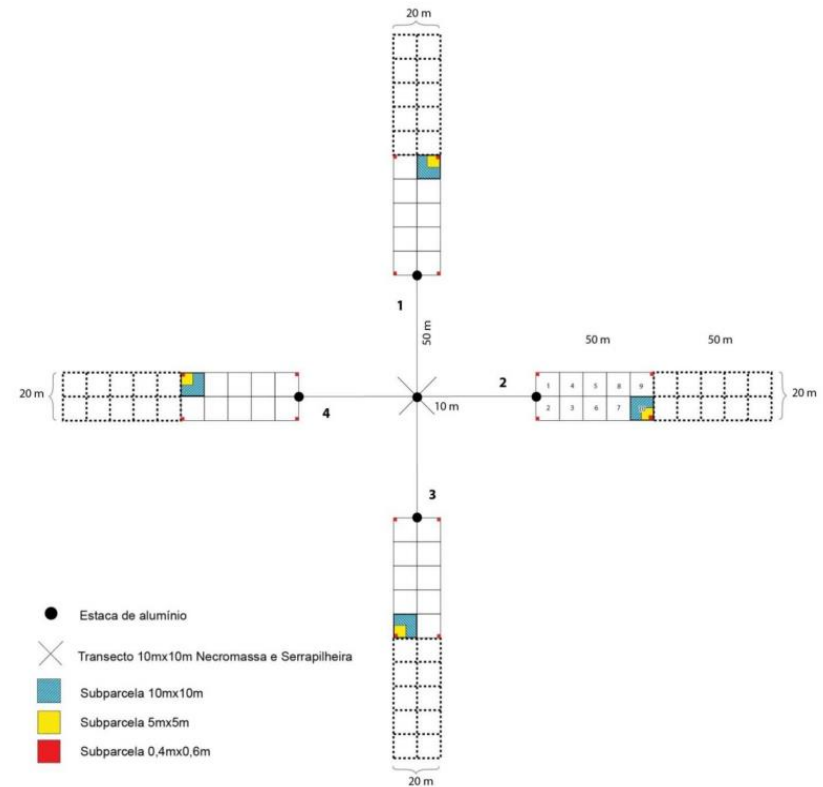 20 m
1
50 m
50 m
50 m
20 m
4
10 m
2
1 4 5 8 9
2 3 6 7 10
20 m
3
Estaca de alumínio
Transecto 10mx10m Necromassa e Serrapilheira
Subparcela 10mx10m
Subparcela 5mx5m
Subparcela 0,4mx0,6m
20 m